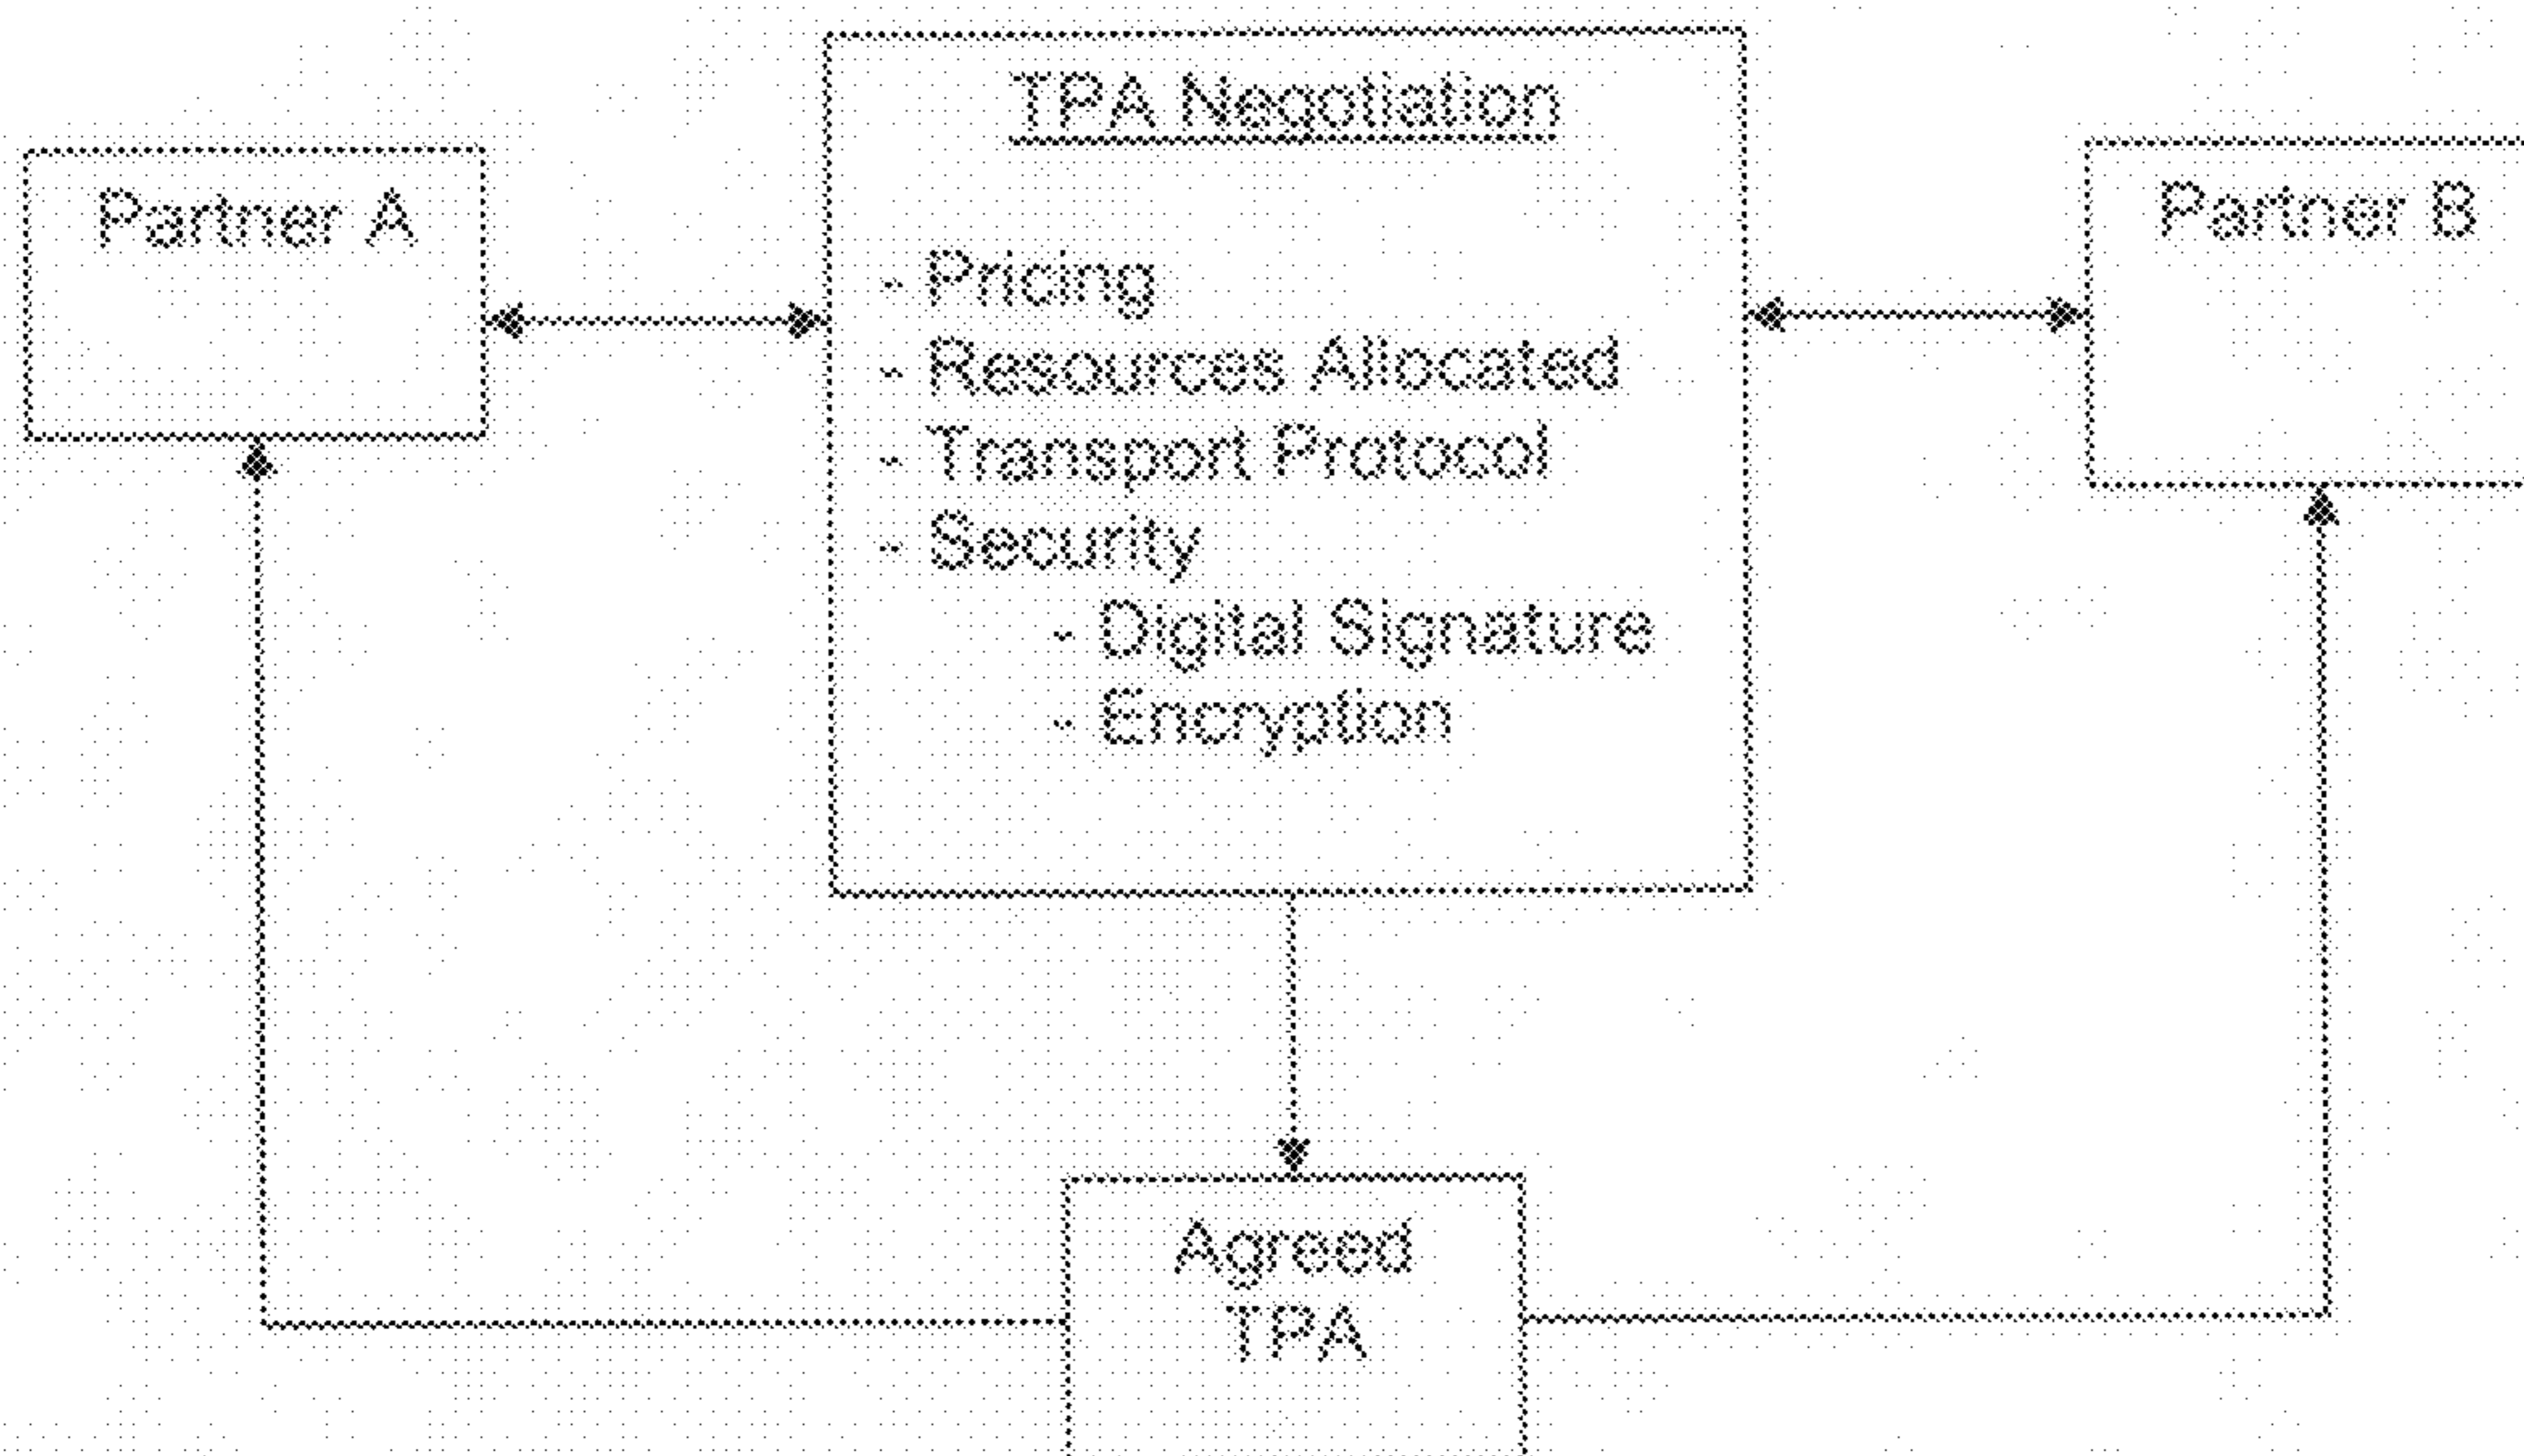 TPA Negotiation
Partner A
Partner B
- Pricing
- Resources Allocated
- Transport Protocol
- Security
- Digital Signature
- Encryption
Agreed
TPA